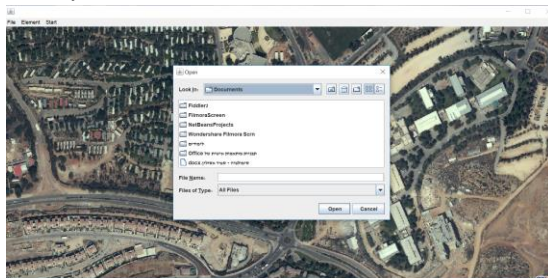 File Element Start
Open
Look In: Documents
FilmoraScreen
NetBeansProjects
Wondershare Filmora Scrn
File Name:
Files of Type: All Files
Open Cancel